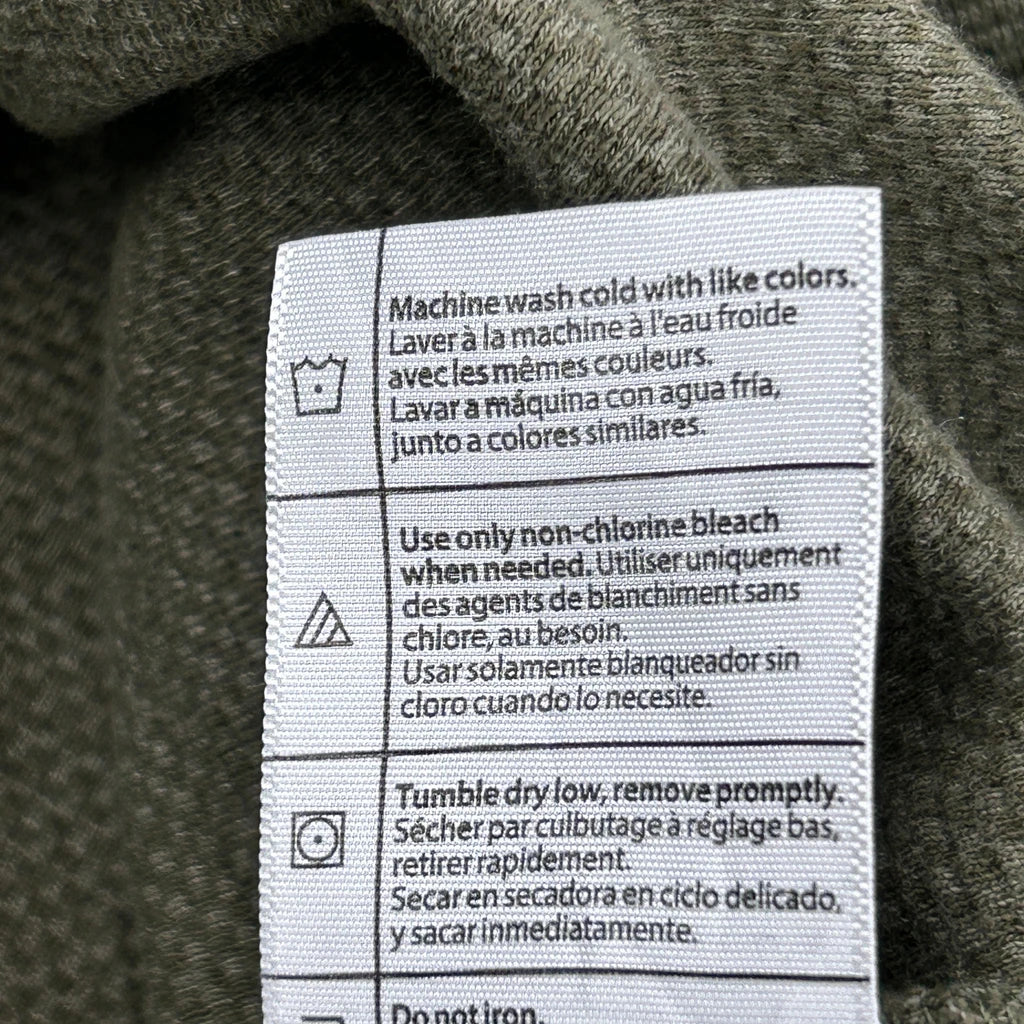 Machine wash cold with like colors.
Laver à la machine à l'eau froide
avec les mêmes couleurs.
Lavar a máquina con agua fría,
junto a colores similares.
Use only non-chlorine bleach
when needed. Utiliser uniquement
des agents de blanchiment sans
chlore, au besoin.
Usar solamente blanqueador sin
cloro cuando lo necesite.
Tumble dry low, remove promptly.
Sécher par culbutage à réglage bas,
retirer rapidement.
Secar en secadora en ciclo delicado,
y sacar inmediatamente.
Do not iron.